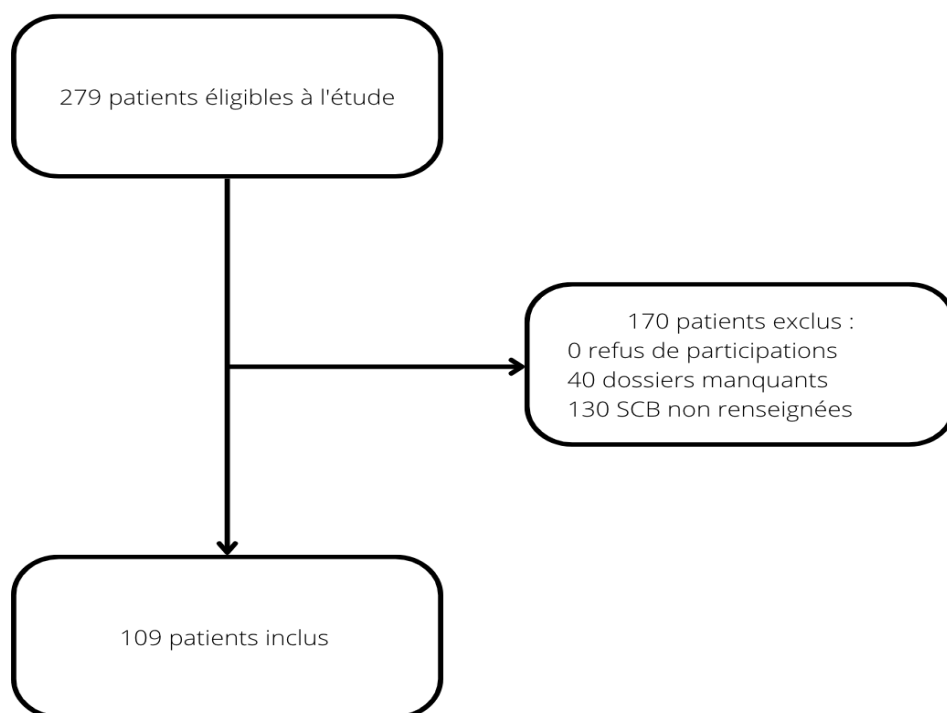 279 patients éligibles à l'étude
170 patients exclus :
0 refus de participations
40 dossiers manquants
130 SCB non renseignées
109 patients inclus